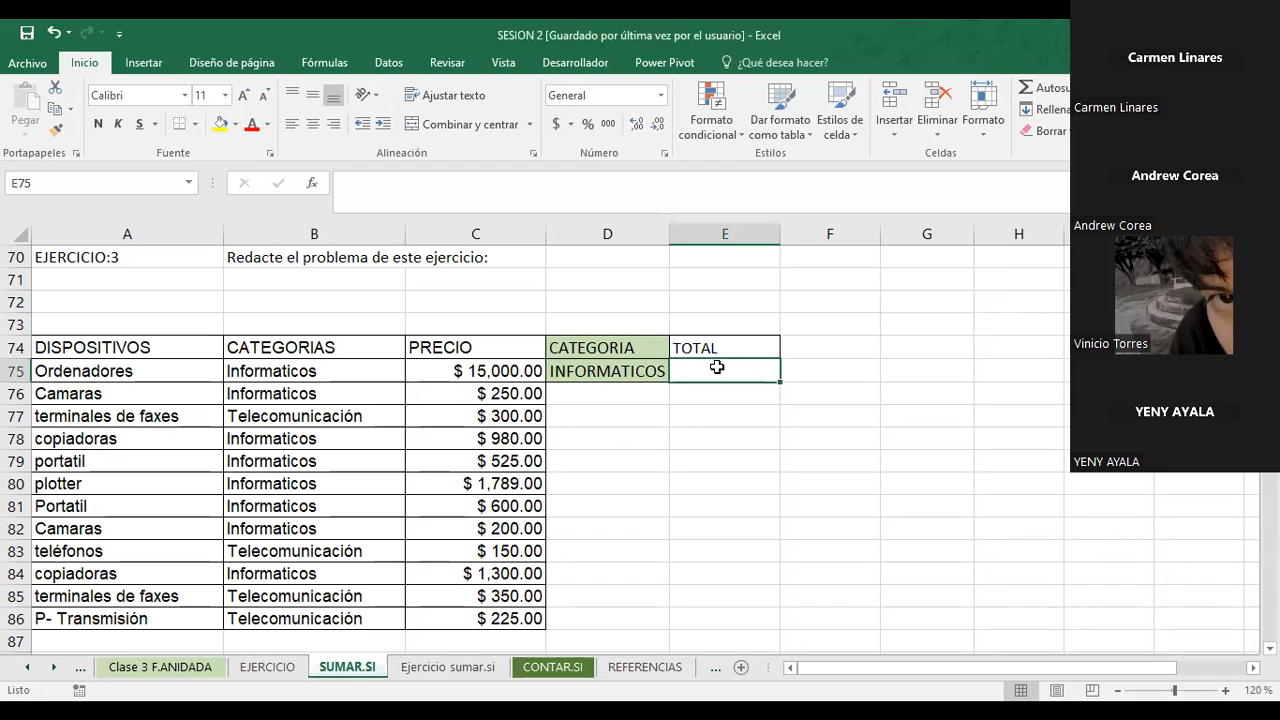 SESION 2 [Guardado por última vez por el usuario] - Excel
Archivo Inicio Insertar Diseño de página Fórmulas Datos Revisar Vista Desarrollador Power Pivot ¿Qué desea hacer?
Pegar
Calibri 11
N K S
Ajustar texto
Combinar y centrar
General
$ % 000
Formato condicional
Dar formato como tabla
Estilos de celda
Insertar Eliminar Formato
Autosu
Rellena
Borrar
Portapapeles Fuente Alineación Número Estilos Celdas
E75 fx
A B C D E F G H
70 EJERCICIO:3 Redacte el problema de este ejercicio:
71
72
73
74 DISPOSITIVOS CATEGORIAS PRECIO CATEGORIA TOTAL
75 Ordenadores Informaticos $ 15,000.00 INFORMATICOS
76 Camaras Informaticos $ 250.00
77 terminales de faxes Telecomunicación $ 300.00
78 copiadoras Informaticos $ 980.00
79 portatil Informaticos $ 525.00
80 plotter Informaticos $ 1,789.00
81 Portatil Informaticos $ 600.00
82 Camaras Informaticos $ 200.00
83 teléfonos Telecomunicación $ 150.00
84 copiadoras Informaticos $ 1,300.00
85 terminales de faxes Telecomunicación $ 350.00
86 P- Transmisión Telecomunicación $ 225.00
87
... Clase 3 F.ANIDADA EJERCICIO SUMAR.SI Ejercicio sumar.si CONTAR.SI REFERENCIAS ...
Listo 120 %
Carmen Linares
Carmen Linares
Andrew Corea
Andrew Corea
Vinicio Torres
YENY AYALA
YENY AYALA